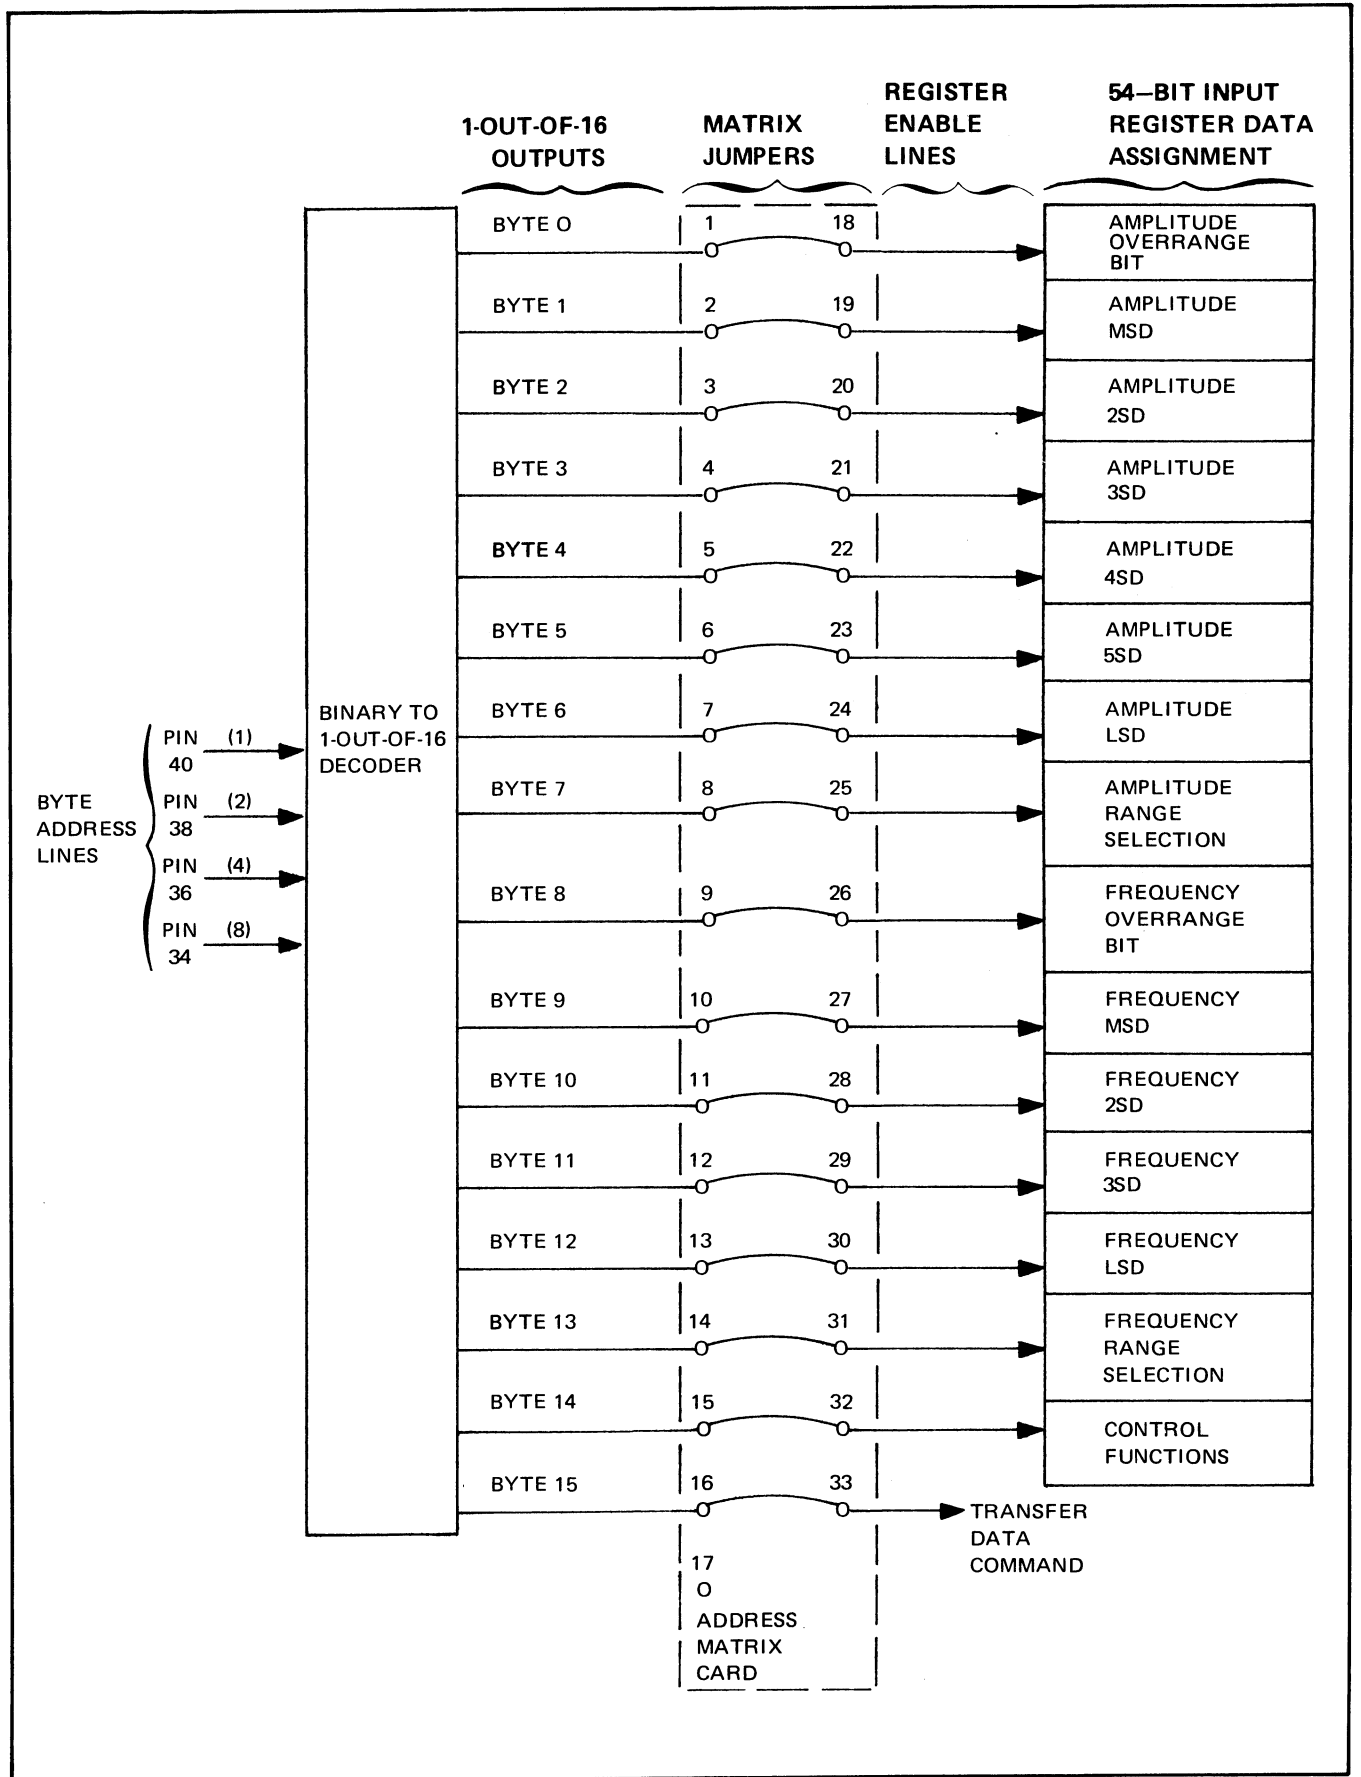 1-OUT-OF-16
OUTPUTS
MATRIX
JUMPERS
REGISTER
ENABLE
LINES
54-BIT INPUT
REGISTER DATA
ASSIGNMENT
BYTE ADDRESS LINES
PIN 40 (1)
PIN 38 (2)
PIN 36 (4)
PIN 34 (8)
BINARY TO
1-OUT-OF-16
DECODER
BYTE 0 1 18 AMPLITUDE
OVERRANGE
BIT
BYTE 1 2 19 AMPLITUDE
MSD
BYTE 2 3 20 AMPLITUDE
2SD
BYTE 3 4 21 AMPLITUDE
3SD
BYTE 4 5 22 AMPLITUDE
4SD
BYTE 5 6 23 AMPLITUDE
5SD
BYTE 6 7 24 AMPLITUDE
LSD
BYTE 7 8 25 AMPLITUDE
RANGE
SELECTION
BYTE 8 9 26 FREQUENCY
OVERRANGE
BIT
BYTE 9 10 27 FREQUENCY
MSD
BYTE 10 11 28 FREQUENCY
2SD
BYTE 11 12 29 FREQUENCY
3SD
BYTE 12 13 30 FREQUENCY
LSD
BYTE 13 14 31 FREQUENCY
RANGE
SELECTION
BYTE 14 15 32 CONTROL
FUNCTIONS
BYTE 15 16 33 TRANSFER
DATA
COMMAND
17
ADDRESS
MATRIX
CARD